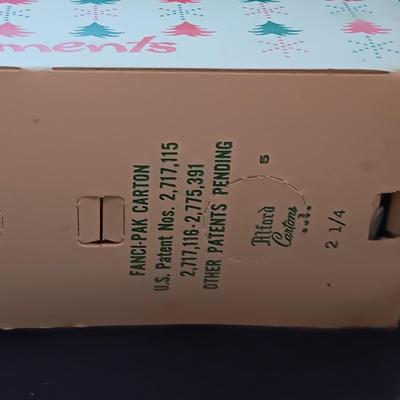 ments
FANCI-PAK CARTON
U.S. Patent Nos. 2,717,115
2,717,116-2,775,391
OTHER PATENTS PENDING
5
Alford
Cartons
2 1/4